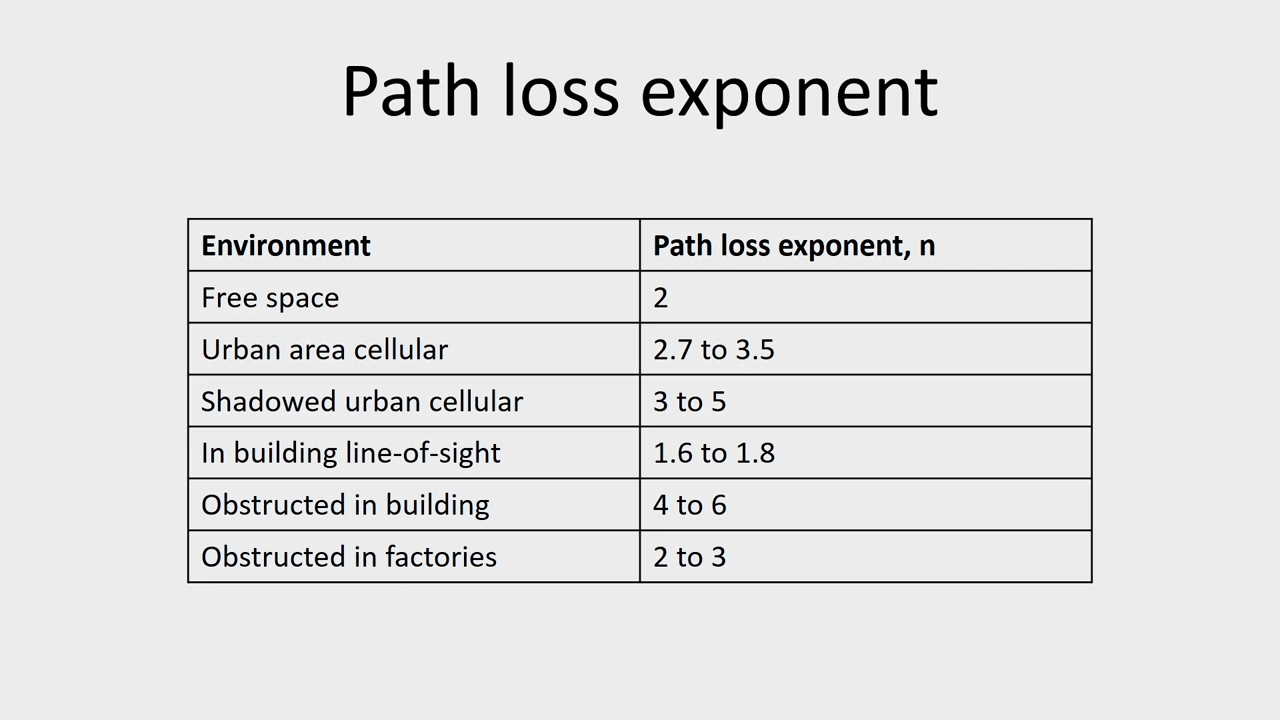 Path loss exponent
Environment Path loss exponent, n
Free space 2
Urban area cellular 2.7 to 3.5
Shadowed urban cellular 3 to 5
In building line-of-sight 1.6 to 1.8
Obstructed in building 4 to 6
Obstructed in factories 2 to 3